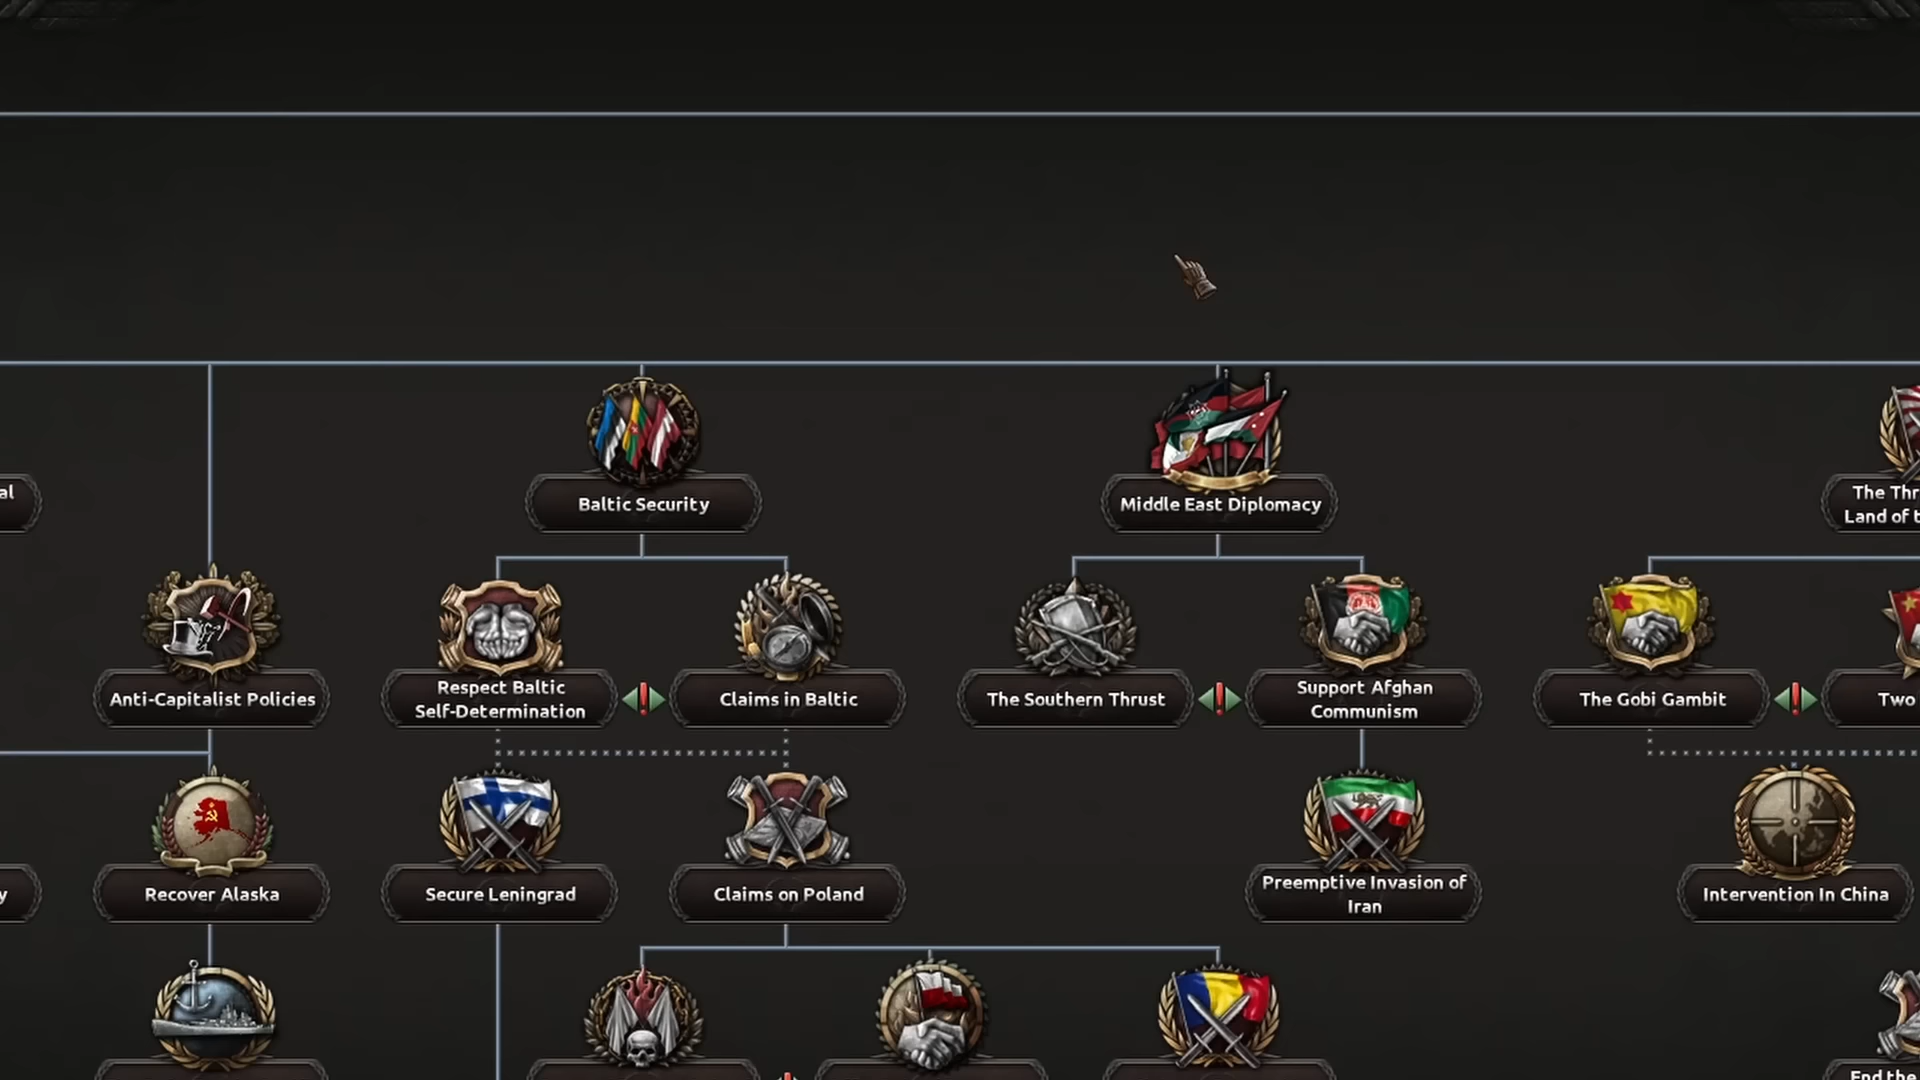 al
Baltic Security
Middle East Diplomacy
The Thr
Land of t
Anti-Capitalist Policies
Respect Baltic
Self-Determination
Claims in Baltic
The Southern Thrust
Support Afghan
Communism
The Gobi Gambit
Two
y
Recover Alaska
Secure Leningrad
Claims on Poland
Preemptive Invasion of
Iran
Intervention In China
End the